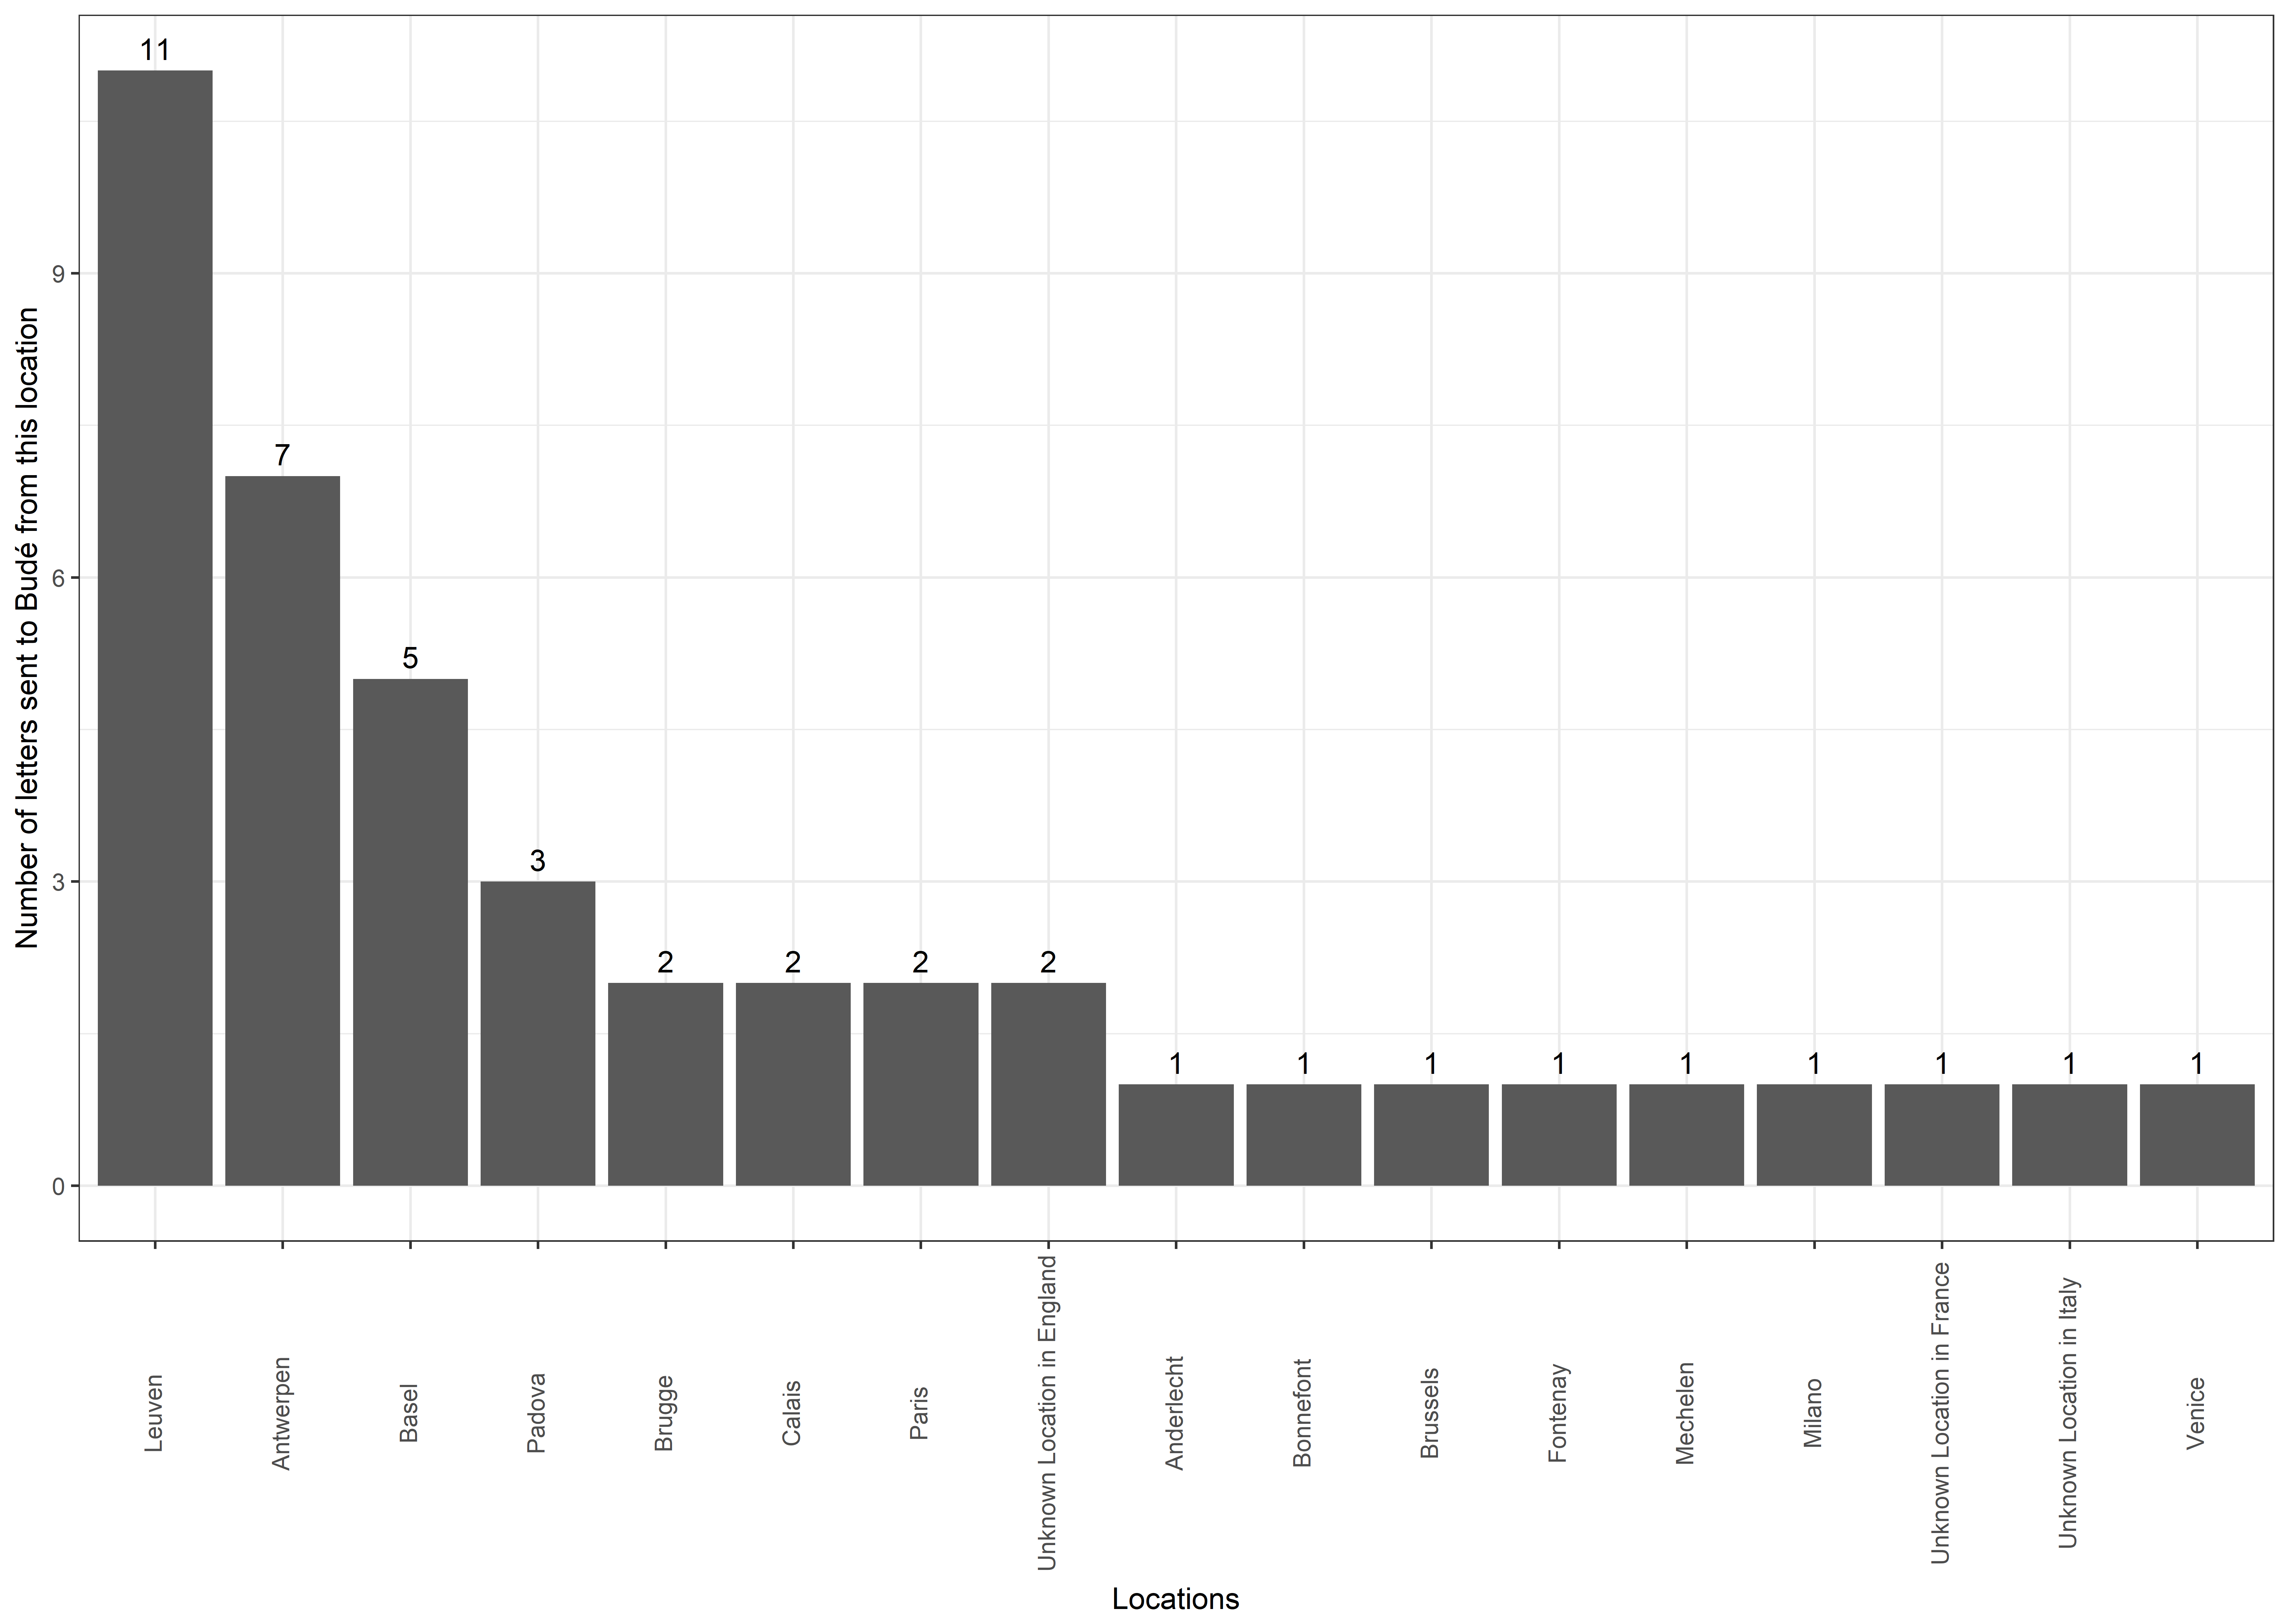 Number of letters sent to Budé from this location
9
6
3
0
11
7
5
3
2
2
2
2
1
1
1
1
1
1
1
1
1
Leuven
Antwerpen
Basel
Padova
Brugge
Calais
Paris
Unknown Location in England
Anderlecht
Bonnefont
Brussels
Fontenay
Mechelen
Milano
Unknown Location in France
Unknown Location in Italy
Venice
Locations